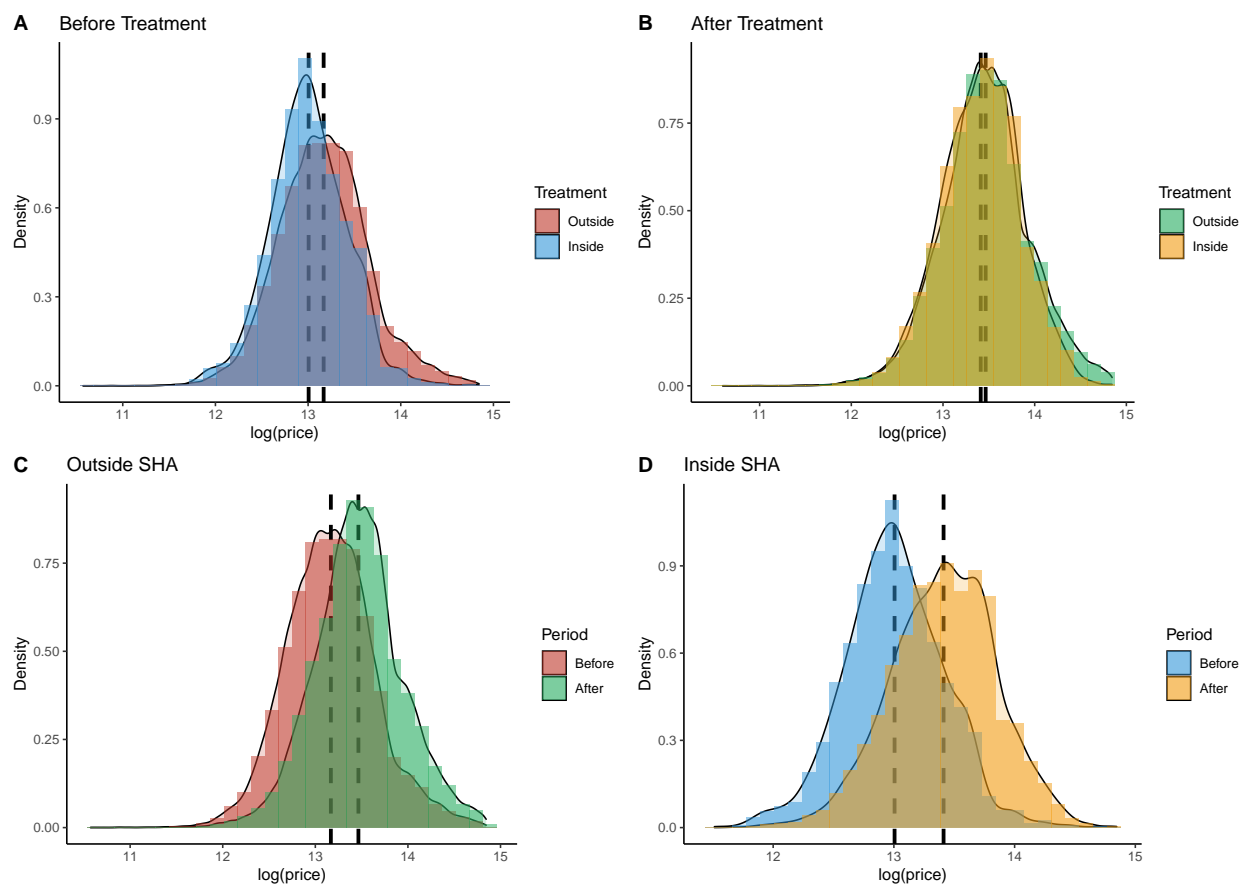 A Before Treatment
Density
0.9
0.6
0.3
0.0
11 12 13 14 15
log(price)
Treatment
Outside
Inside
B After Treatment
Density
0.75
0.50
0.25
0.00
11 12 13 14 15
log(price)
Treatment
Outside
Inside
C Outside SHA
Density
0.75
0.50
0.25
0.00
11 12 13 14 15
log(price)
Period
Before
After
D Inside SHA
Density
0.9
0.6
0.3
0.0
12 13 14 15
log(price)
Period
Before
After